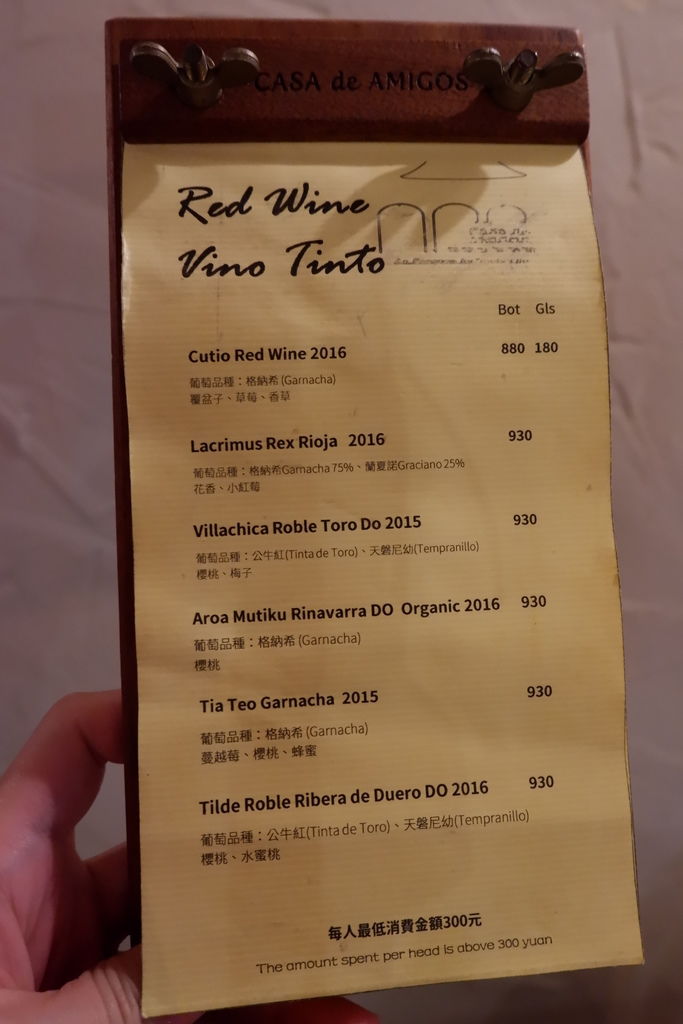 CASA de AMIGOS
Red Wine
Vino Tinto
Bot Gls
Cutio Red Wine 2016 880 180
葡萄品種：格納希(Garnacha)
覆盆子、草莓、香草
Lacrimus Rex Rioja 2016 930
葡萄品種：格納希Garnacha 75%、蘭夏諾Graciano 25%
花香、小紅莓
Villachica Roble Toro Do 2015 930
葡萄品種：公牛紅(Tinta de Toro)、天磐尼幼(Tempranillo)
櫻桃、梅子
Aroa Mutiku Rinavarra DO Organic 2016 930
葡萄品種：格納希 (Garnacha)
櫻桃
Tia Teo Garnacha 2015 930
葡萄品種：格納希 (Garnacha)
蔓越莓、櫻桃、蜂蜜
Tilde Roble Ribera de Duero DO 2016 930
葡萄品種：公牛紅(Tinta de Toro)、天磐尼幼(Tempranillo)
櫻桃、水蜜桃
每人最低消費金額300元
The amount spent per head is above 300 yuan